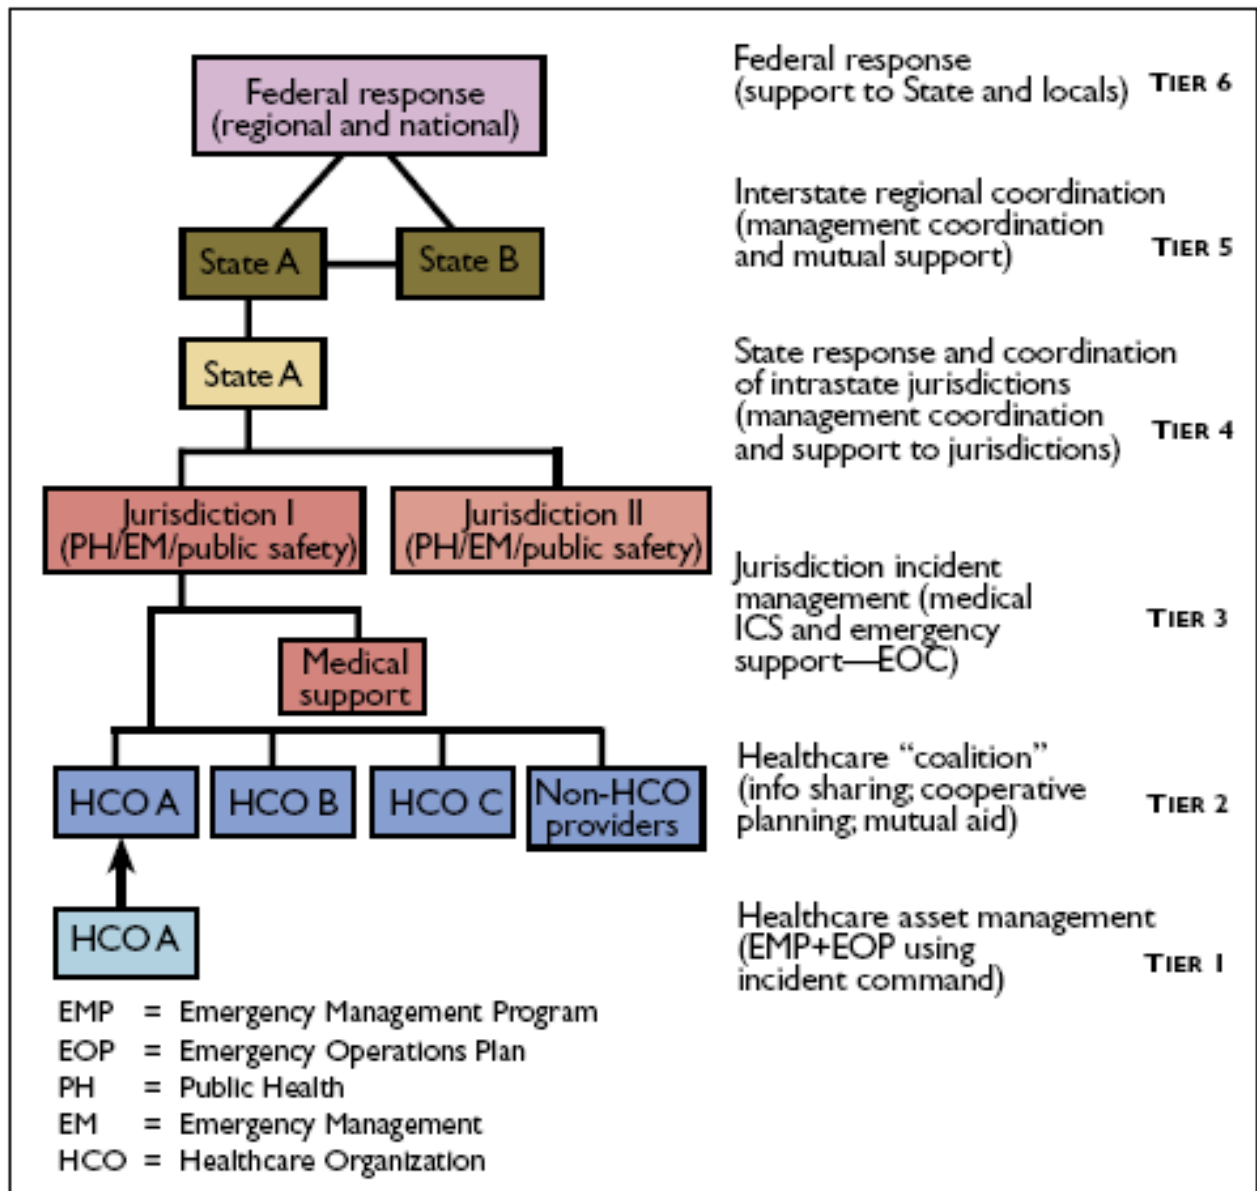 Federal response
(regional and national)
Federal response
(support to State and locals) TIER 6
State A
State B
Interstate regional coordination
(management coordination
and mutual support) TIER 5
State A
State response and coordination
of intrastate jurisdictions
(management coordination
and support to jurisdictions) TIER 4
Jurisdiction I
(PH/EM/public safety)
Jurisdiction II
(PH/EM/public safety)
Medical
support
Jurisdiction incident
management (medical
ICS and emergency
support—EOC) TIER 3
HCO A
HCO B
HCO C
Non-HCO
providers
Healthcare “coalition”
(info sharing; cooperative
planning; mutual aid) TIER 2
HCO A
Healthcare asset management
(EMP+EOP using
incident command) TIER 1
EMP = Emergency Management Program
EOP = Emergency Operations Plan
PH = Public Health
EM = Emergency Management
HCO = Healthcare Organization